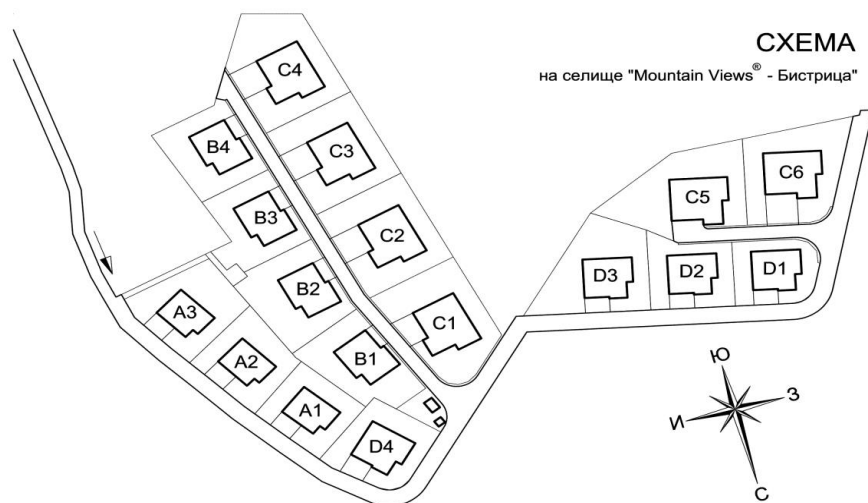 СХЕМА
на селище "Mountain Views® - Бистрица"
C4
B4
C3
C6
C5
B3
C2
D3
D2
D1
B2
A3
C1
A2
B1
A1
D4
Ю
З
И
С